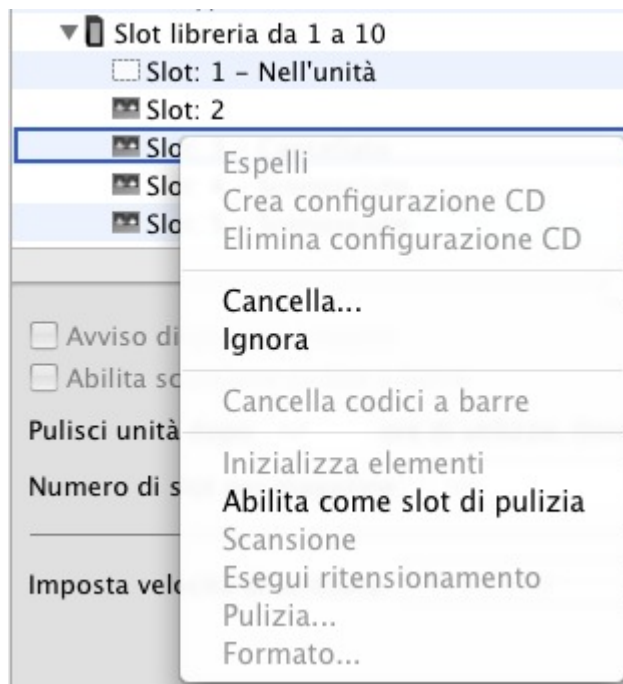 Slot libreria da 1 a 10
Slot: 1 – Nell'unità
Slot: 2
Slo
Slo
Slo
Espelli
Crea configurazione CD
Elimina configurazione CD
Cancella...
Ignora
Cancella codici a barre
Inizializza elementi
Abilita come slot di pulizia
Scansione
Esegui ritensionamento
Pulizia...
Formato...
Avviso di
Abilita sc
Pulisci unità
Numero di s
Imposta velo